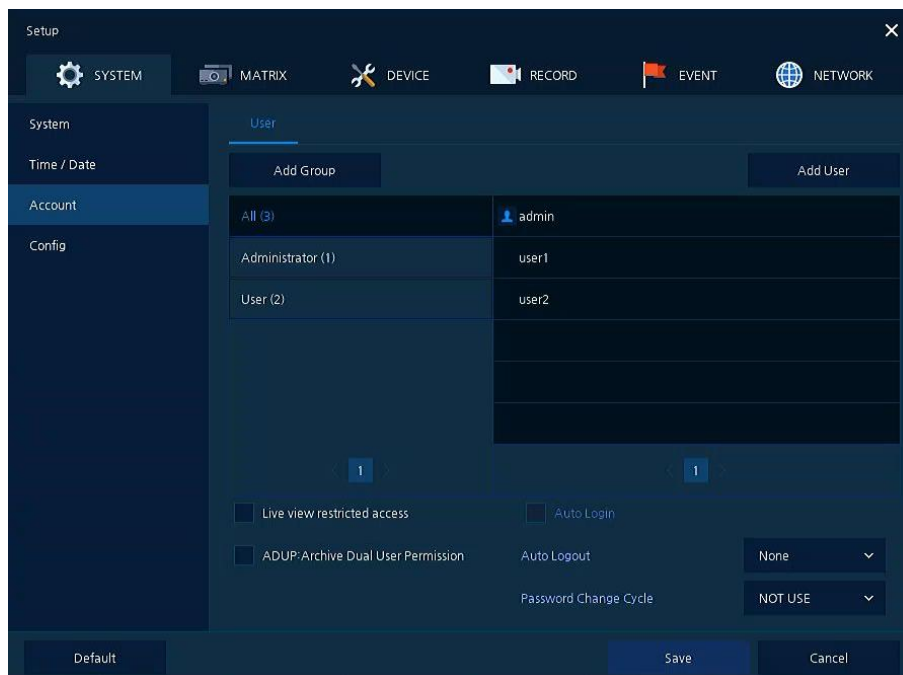 Setup
SYSTEM MATRIX DEVICE RECORD EVENT NETWORK
System
Time / Date
Account
Config
User
Add Group
Add User
All (3)
Administrator (1)
User (2)
admin
user1
user2
1
1
Live view restricted access
Auto Login
ADUP:Archive Dual User Permission
Auto Logout
None
Password Change Cycle
NOT USE
Default
Save
Cancel